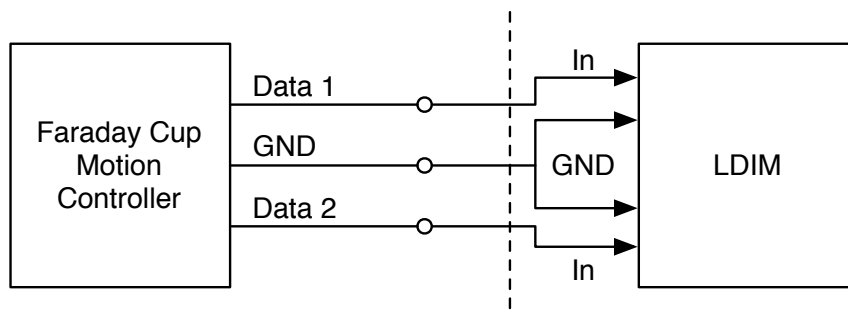 Faraday Cup
Motion
Controller
Data 1
GND
Data 2
In
GND
In
LDIM